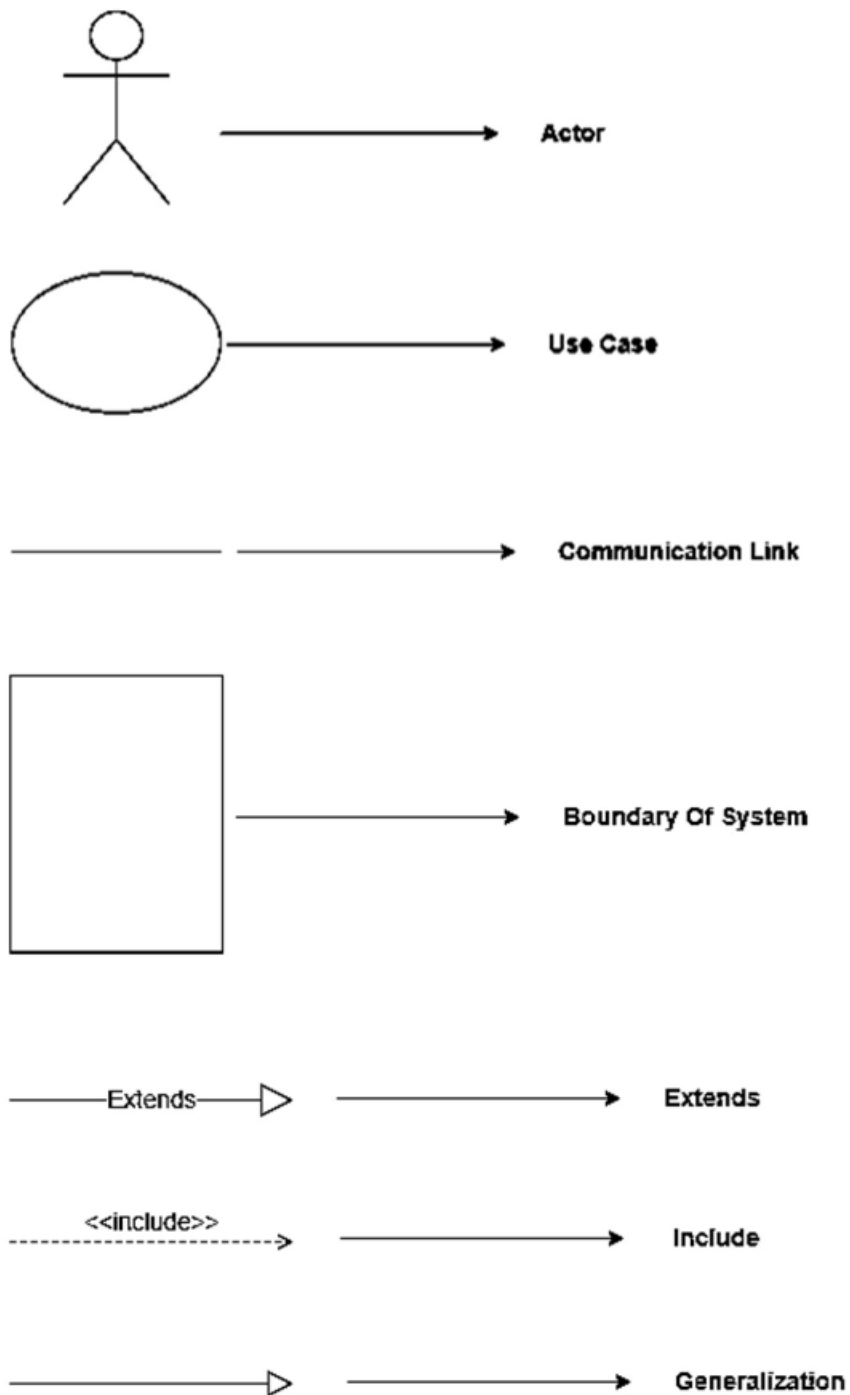 Actor
Use Case
Communication Link
Boundary Of System
Extends
Extends
<<include>>
Include
Generalization